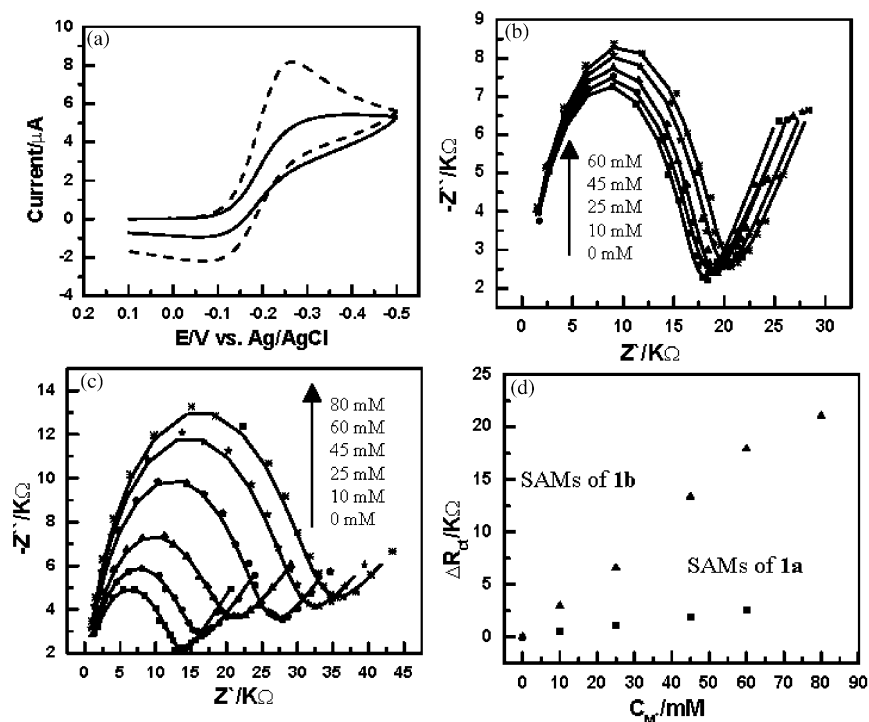 (a)
10
8
6
4
2
0
-2
-4
Current/μA
0.2 0.1 0.0 -0.1 -0.2 -0.3 -0.4 -0.5
E/V vs. Ag/AgCl
(b)
9
8
7
6
5
4
3
2
-Z``/KΩ
60 mM
45 mM
25 mM
10 mM
0 mM
0 5 10 15 20 25 30
Z`/KΩ
(c)
14
12
10
8
6
4
2
-Z``/KΩ
80 mM
60 mM
45 mM
25 mM
10 mM
0 mM
0 5 10 15 20 25 30 35 40 45
Z`/KΩ
(d)
25
20
15
10
5
0
ΔRct/KΩ
SAMs of 1b
SAMs of 1a
0 10 20 30 40 50 60 70 80 90
CM+/mM